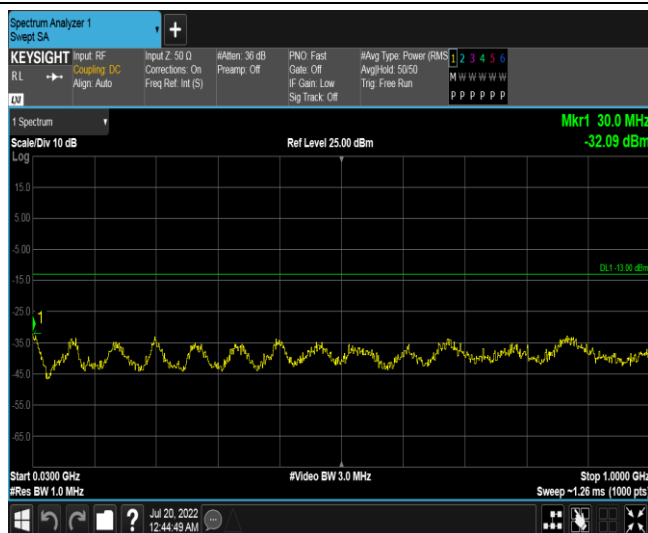 Spectrum Analyzer 1
Swept SA
+
KEYSIGHT
RL
Input: RF
Coupling: DC
Align: Auto
Input Z: 50 Ω
Corrections: On
Freq Ref: Int (S)
#Atten: 36 dB
Preamp: Off
PNO: Fast
Gate: Off
IF Gain: Low
Sig Track: Off
#Avg Type: Power (RMS
Avg|Hold: 50/50
Trig: Free Run
1 2 3 4 5 6
M W W W W W
P P P P P P
LXI
1 Spectrum
Mkr1 30.0 MHz
Scale/Div 10 dB
Ref Level 25.00 dBm
-32.09 dBm
Log
15.0
5.00
-5.00
DL1 -13.00 dBm
-15.0
-25.0
1
-35.0
-45.0
-55.0
-65.0
Start 0.0300 GHz
#Video BW 3.0 MHz
Stop 1.0000 GHz
#Res BW 1.0 MHz
Sweep ~1.26 ms (1000 pts)
?
Jul 20, 2022
12:44:49 AM